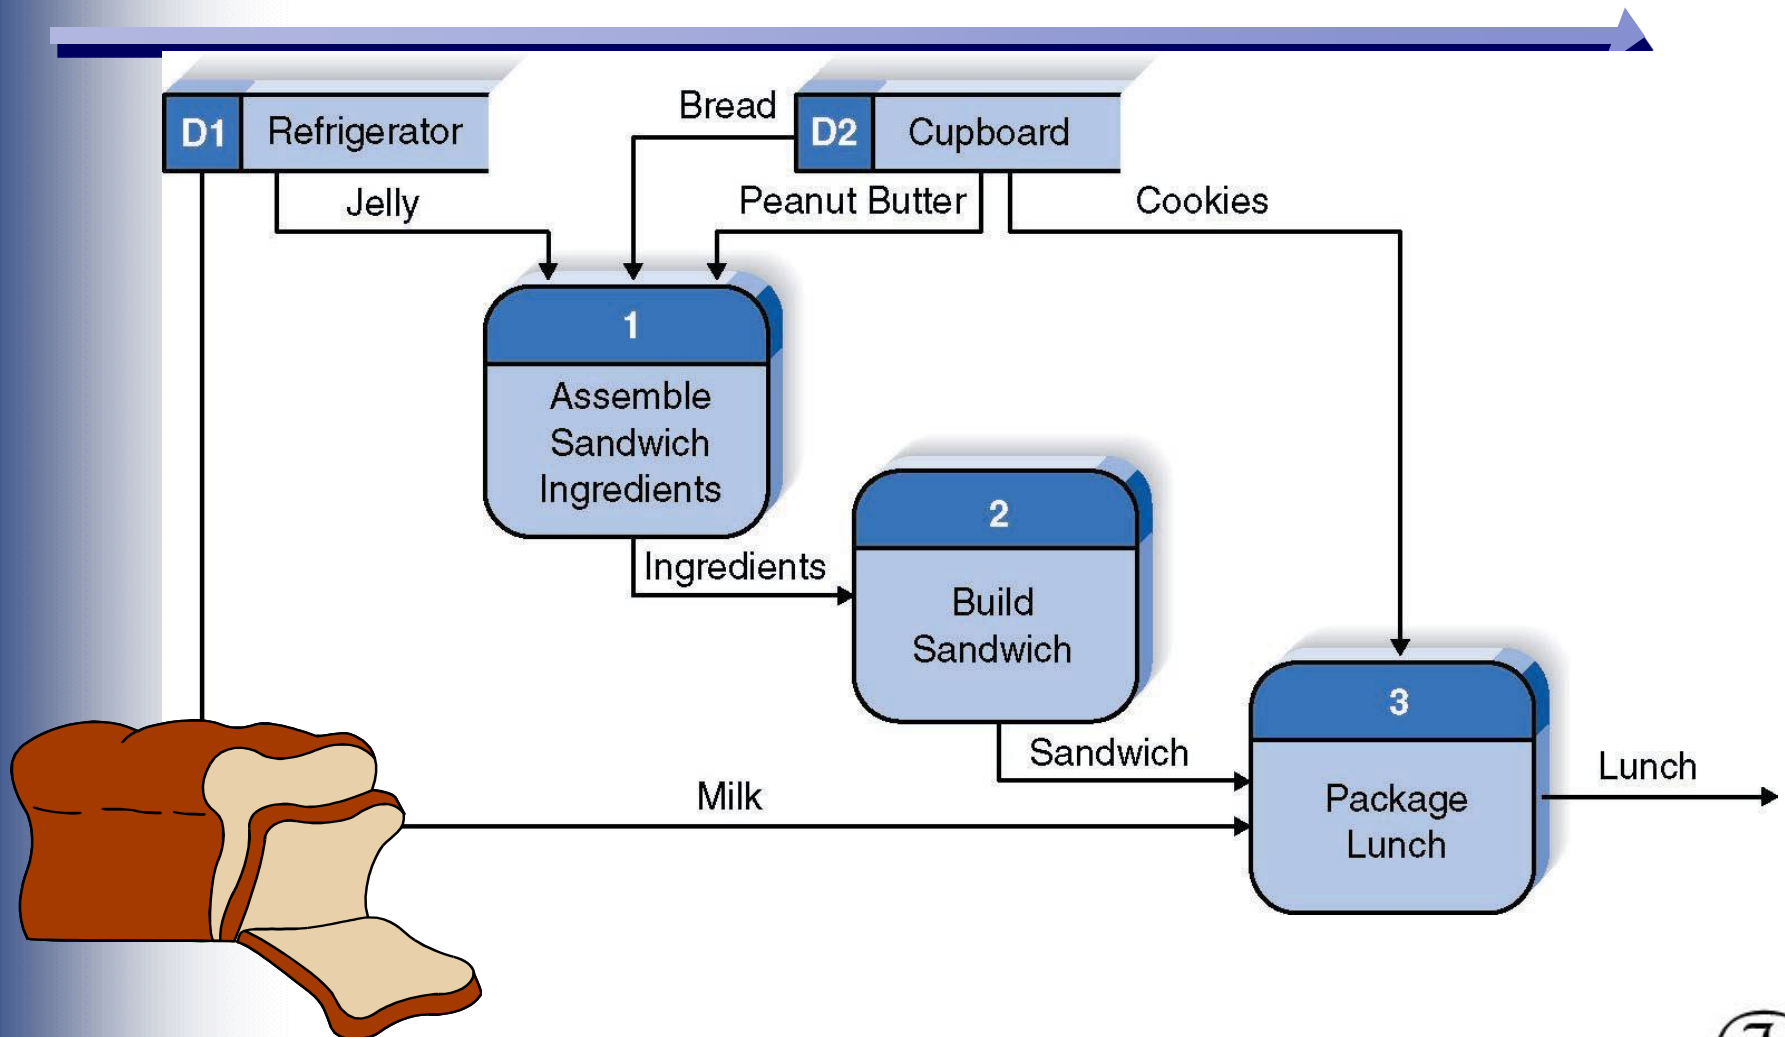 D1 Refrigerator
Bread
D2 Cupboard
Jelly
Peanut Butter
Cookies
1
Assemble
Sandwich
Ingredients
Ingredients
2
Build
Sandwich
Sandwich
Milk
3
Package
Lunch
Lunch